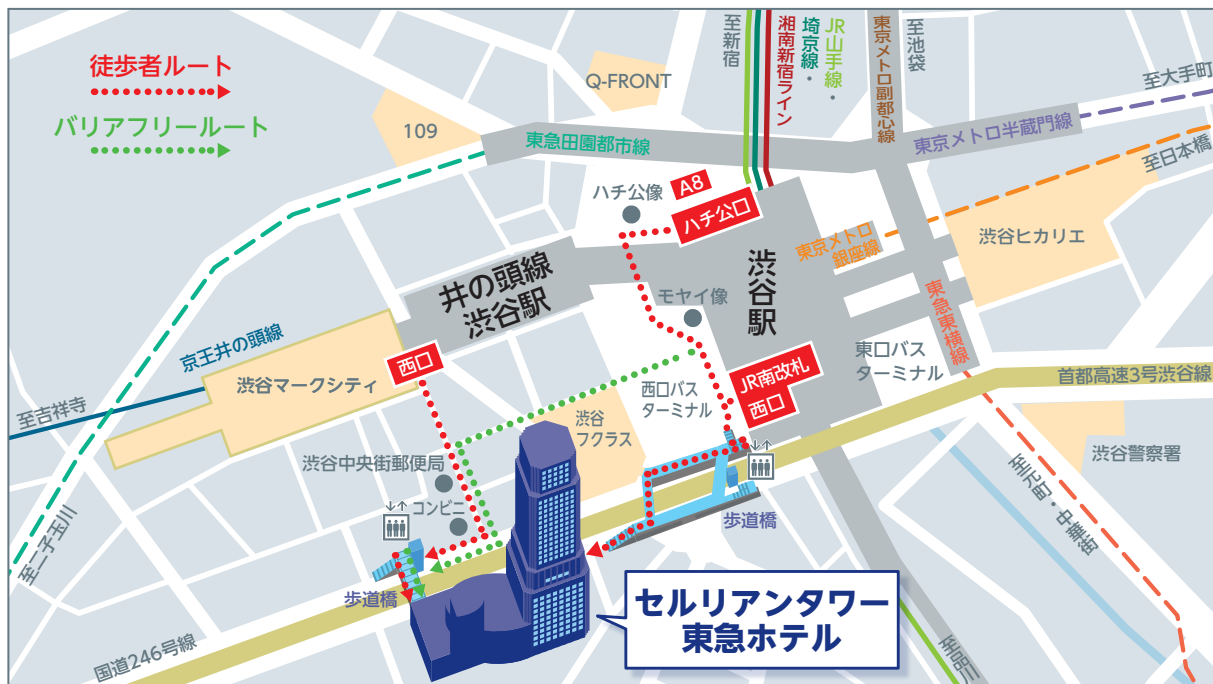 徒歩者ルート
バリアフリールート
109
Q-FRONT
至新宿
湘南新宿ライン
埼京線・
JR山手線・
東京メトロ副都心線
至池袋
至大手町
東急田園都市線
東京メトロ半蔵門線
至日本橋
ハチ公像
A8
ハチ公口
渋谷ヒカリエ
東京メトロ
銀座線
井の頭線
渋谷駅
渋谷駅
モヤイ像
東急東横線
京王井の頭線
西口
JR南改札
西口
東口バス
ターミナル
首都高速3号渋谷線
渋谷マークシティ
至吉祥寺
西口バス
ターミナル
渋谷
フクラス
渋谷中央街郵便局
渋谷警察署
↓↑
コンビニ
↓↑
歩道橋
至二子玉川
至元町・中華街
歩道橋
セルリアンタワー
東急ホテル
国道246号線
至品川